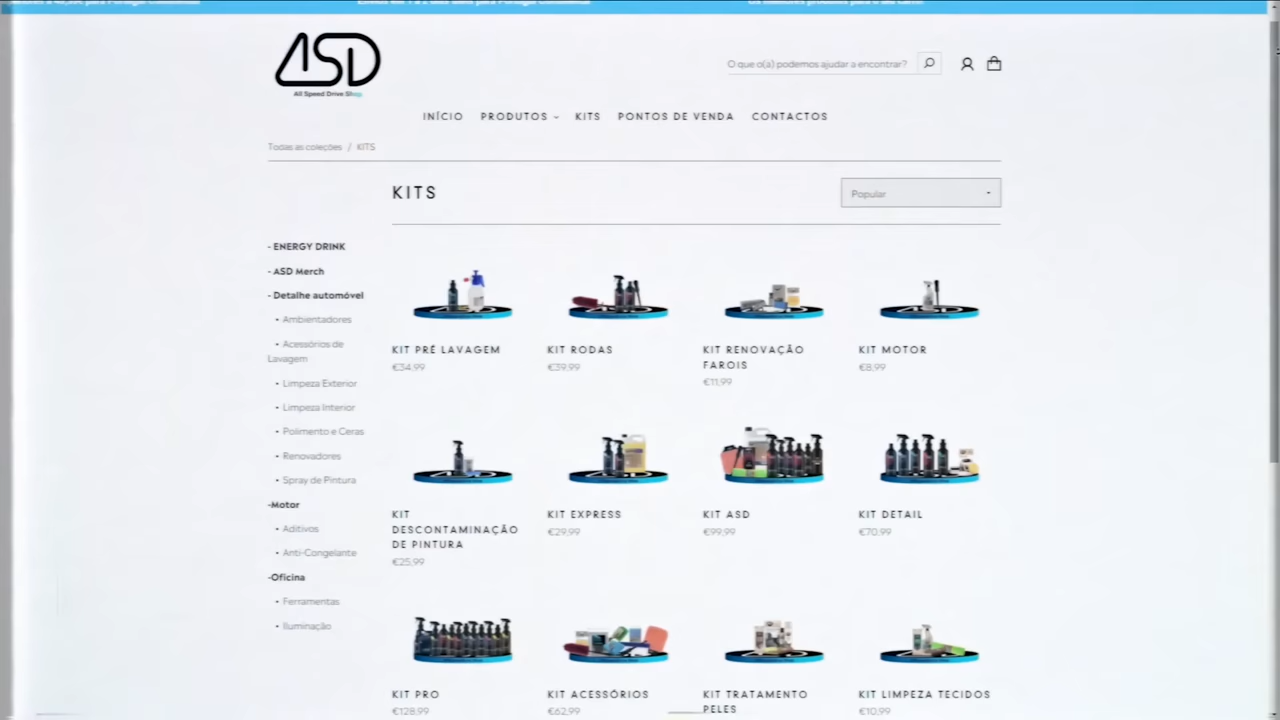 ASD
All Speed Drive Shop
O que o(a) podemos ajudar a encontrar?
INÍCIO PRODUTOS KITS PONTOS DE VENDA CONTACTOS
Todas as coleções / KITS
KITS
Popular
- ENERGY DRINK
- ASD Merch
- Detalhe automóvel
• Ambientadores
• Acessórios de
Lavagem
• Limpeza Exterior
• Limpeza Interior
• Polimento e Ceras
• Renovadores
• Spray de Pintura
-Motor
• Aditivos
• Anti-Congelante
-Oficina
• Ferramentas
• Iluminação
KIT PRÉ LAVAGEM
€34,99
KIT RODAS
€39,99
KIT RENOVAÇÃO
FAROIS
€11,99
KIT MOTOR
€8,99
KIT
DESCONTAMINAÇÃO
DE PINTURA
€25,99
KIT EXPRESS
€29,99
KIT ASD
€99,99
KIT DETAIL
€70,99
KIT PRO
€128,99
KIT ACESSÓRIOS
€62,99
KIT TRATAMENTO
PELES
KIT LIMPEZA TECIDOS
€10,99